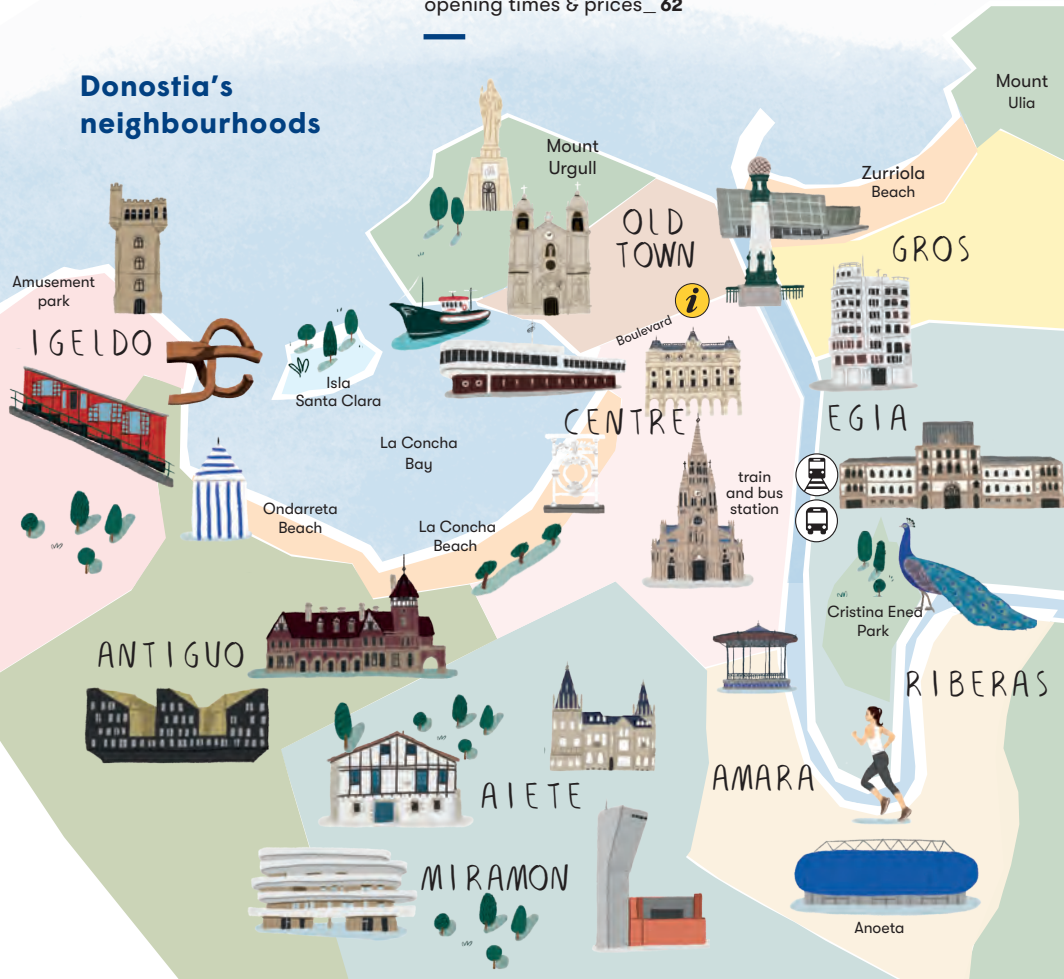 opening times & prices_ 62
Donostia's
neighbourhoods
Mount
Ulia
Mount
Urgull
Zurriola
Beach
OLD
TOWN
GROS
Amusement
park
i
IGELDO
Boulevard
Isla
Santa Clara
CENTRE
EGIA
La Concha
Bay
train
and bus
station
Ondarreta
Beach
La Concha
Beach
Cristina Enea
Park
ANTIGUO
RIBERAS
AMARA
AIETE
MIRAMON
Anoeta